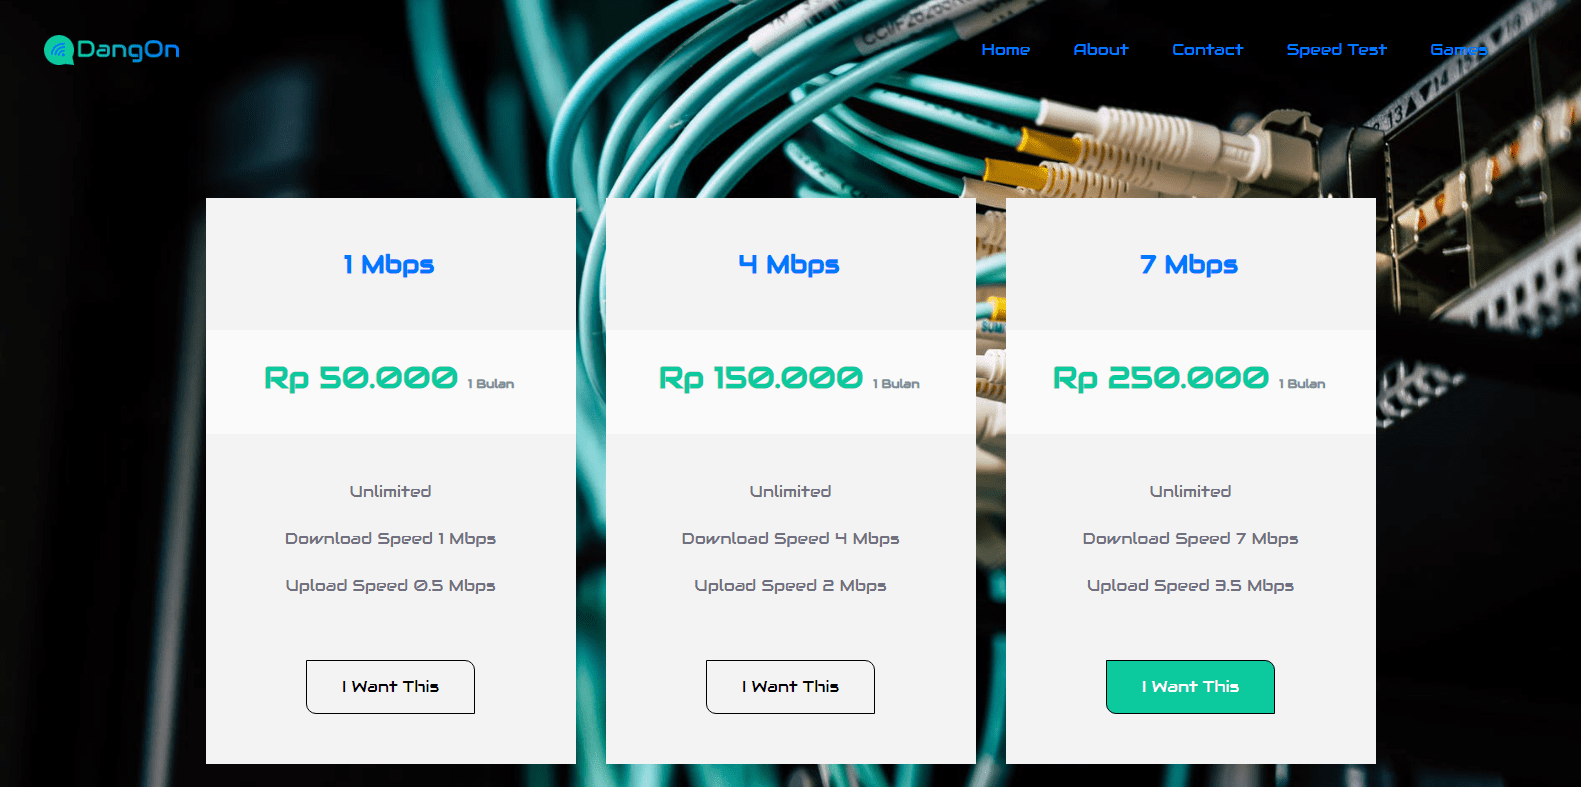 DangOn
Home About Contact Speed Test Games
1 Mbps
Rp 50.000 1 Bulan
Unlimited
Download Speed 1 Mbps
Upload Speed 0.5 Mbps
I Want This
4 Mbps
Rp 150.000 1 Bulan
Unlimited
Download Speed 4 Mbps
Upload Speed 2 Mbps
I Want This
7 Mbps
Rp 250.000 1 Bulan
Unlimited
Download Speed 7 Mbps
Upload Speed 3.5 Mbps
I Want This
13
14